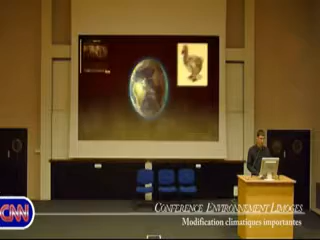 CONFERENCE ENVIRONNEMENT LIMOGES
Modification climatiques importantes
CNN